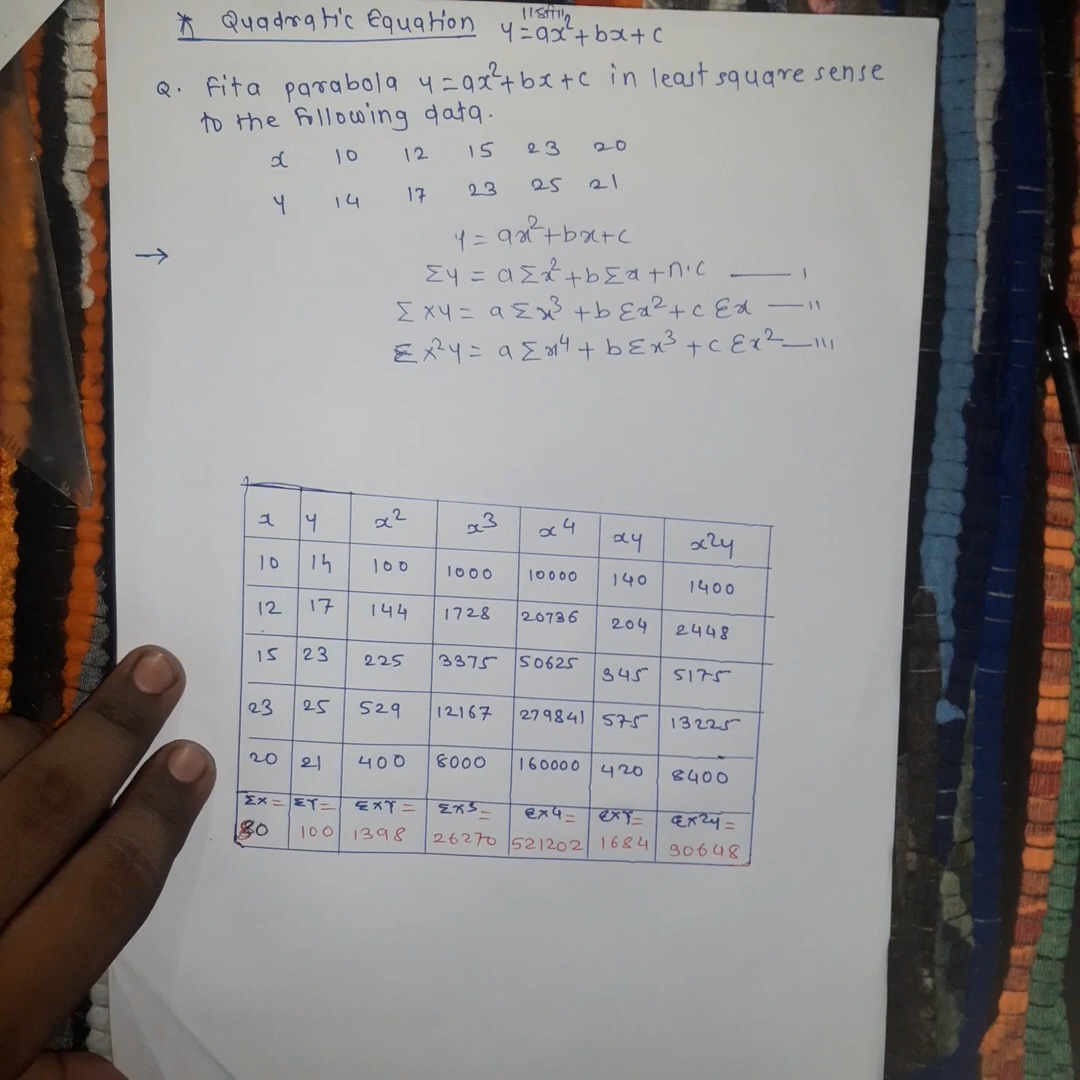 * Quadratic Equation y=ax²+bx+c
Q. Fit a parabola y=ax²+bx+c in least square sense
to the following data.
x 10 12 15 23 20
y 14 17 23 25 21
→ y = ax²+bx+c
Σy = aΣx²+bΣx+n.c — I
Σxy = aΣx³+bΣx²+cΣx — II
Σx²y = aΣx⁴+bΣx³+cΣx² — III
x y x² x³ x⁴ xy x²y
10 14 100 1000 10000 140 1400
12 17 144 1728 20736 204 2448
15 23 225 3375 50625 345 5175
23 25 529 12167 279841 575 13225
20 21 400 8000 160000 420 8400
Σx= ΣY= ΣXY= ΣX3= ΣX4= ΣXY= ΣX2Y=
80 100 1398 26270 521202 1684 30648